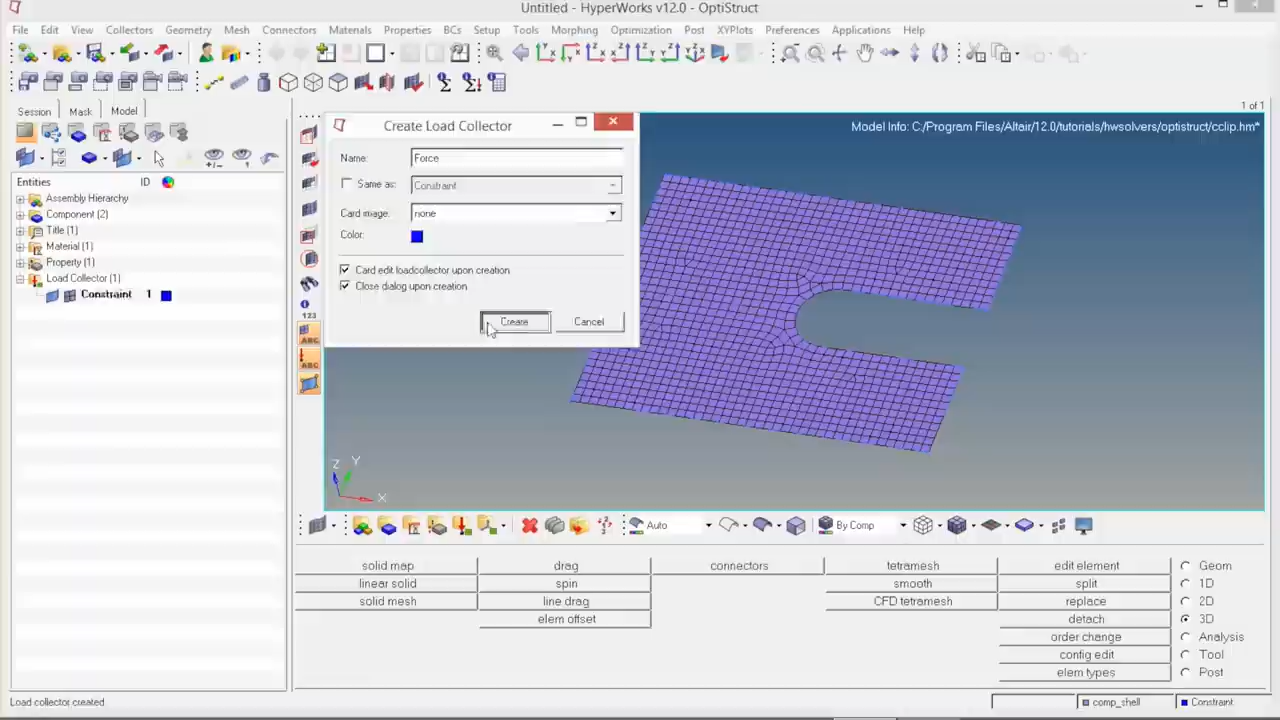 Untitled - HyperWorks v12.0 - OptiStruct
File Edit View Collectors Geometry Mesh Connectors Materials Properties BCs Setup Tools Morphing Optimization Post XYPlots Preferences Applications Help
Session Mask Model
1 of 1
Create Load Collector
Model Info: C:/Program Files/Altair/12.0/tutorials/hwsolvers/optistruct/cclip.hm*
Name: Force
Same as: Constraint
Card image: none
Color:
Card edit loadcollector upon creation
Close dialog upon creation
Create Cancel
Entities ID
Assembly Hierarchy
Component (2)
Title (1)
Material (1)
Property (1)
Load Collector (1)
Constraint 1
123
ABC
ABC
Z Y X
Auto By Comp
solid map drag connectors tetramesh edit element Geom
linear solid spin smooth split 1D
solid mesh line drag CFD tetramesh replace 2D
elem offset detach 3D
order change Analysis
config edit Tool
elem types Post
Load collector created. comp_shell Constraint